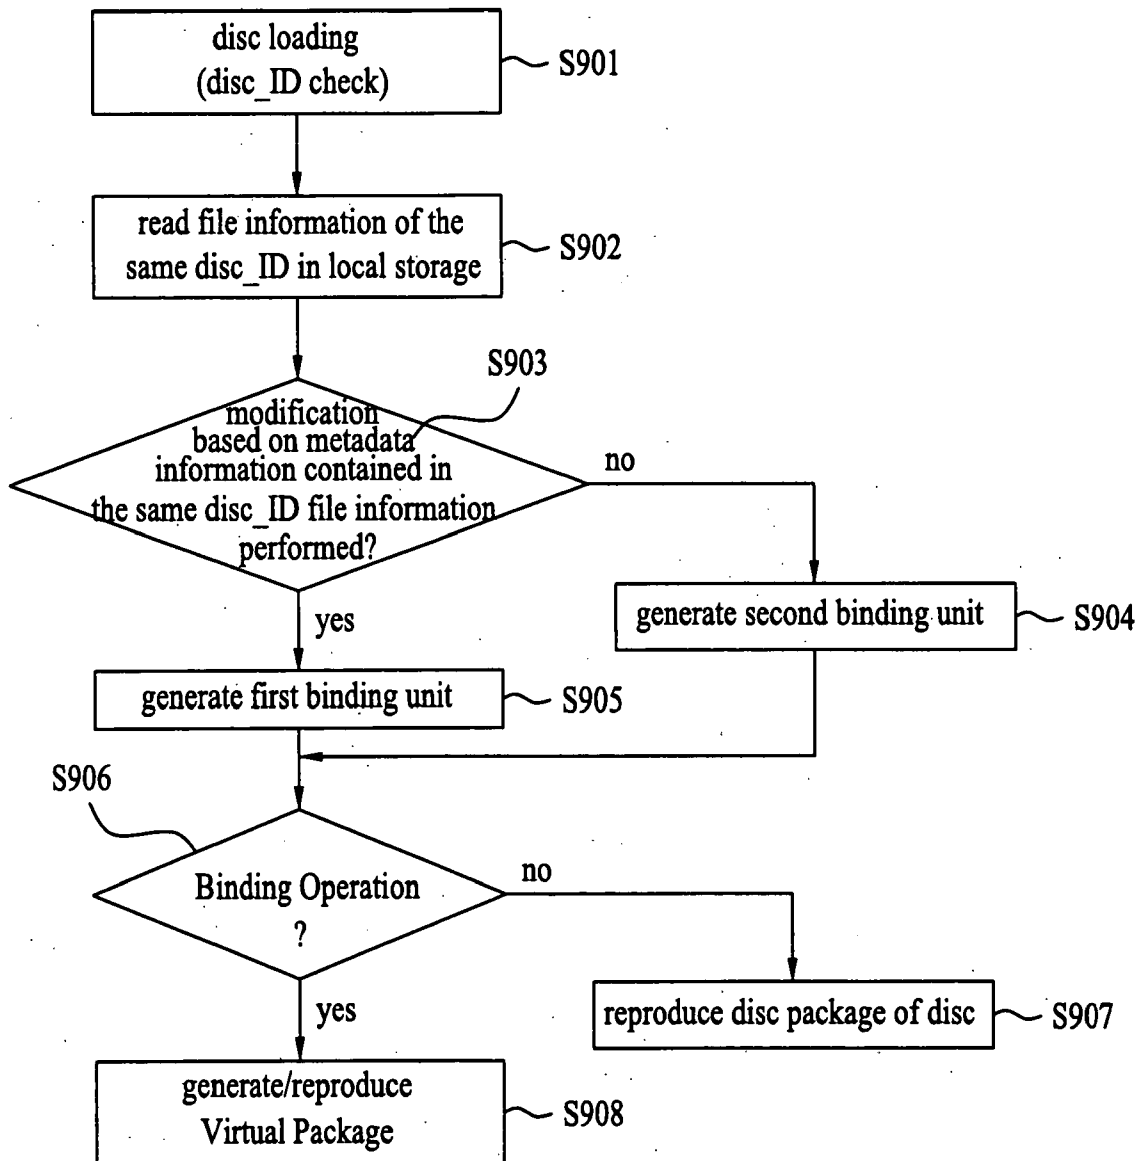 disc loading
(disc_ID check)
S901
read file information of the
same disc_ID in local storage
S902
S903
modification
based on metadata
information contained in
the same disc_ID file information
performed?
no
yes
generate second binding unit
S904
generate first binding unit
S905
S906
Binding Operation
?
no
yes
reproduce disc package of disc
S907
generate/reproduce
Virtual Package
S908